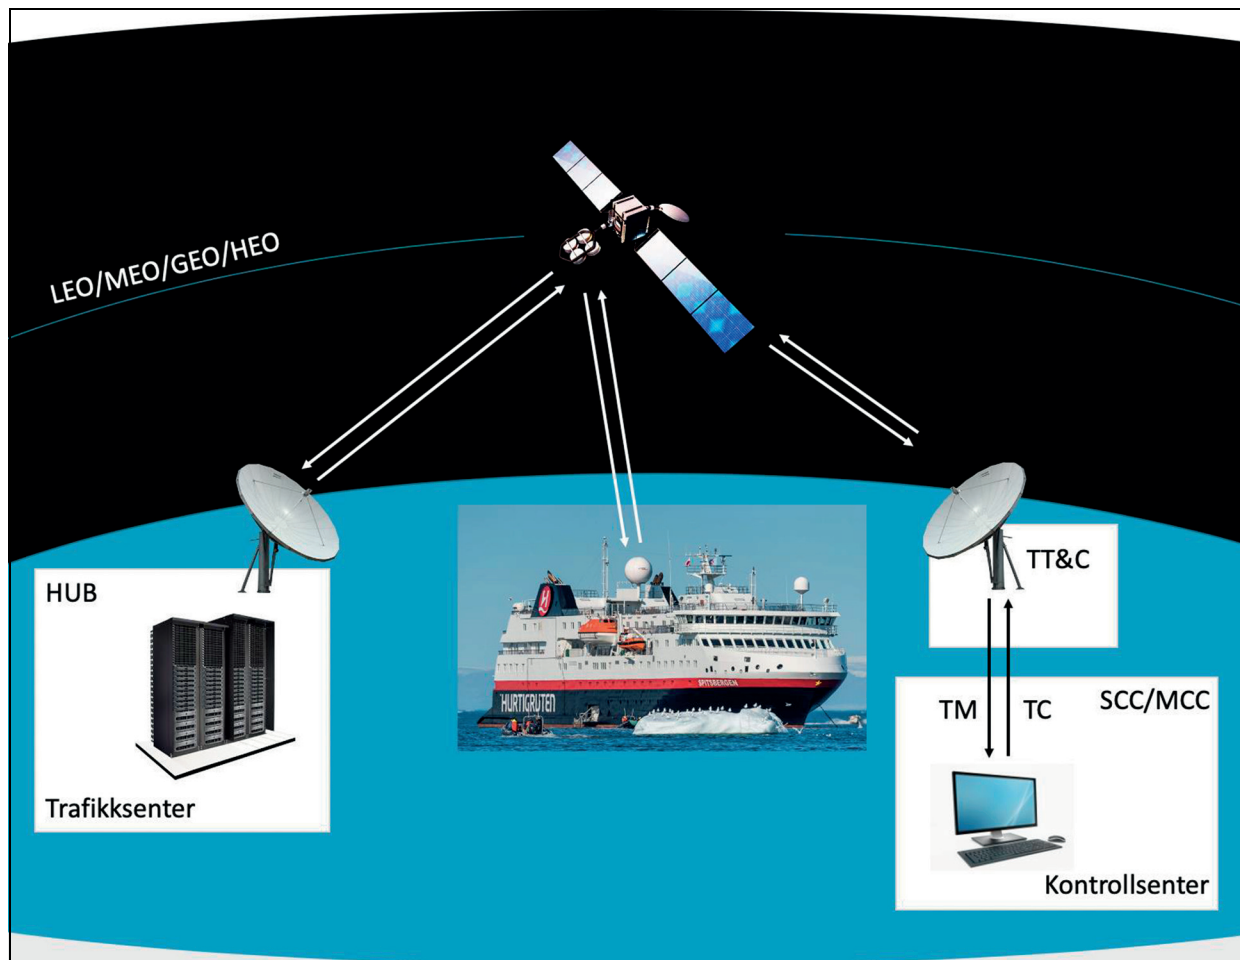 LEO/MEO/GEO/HEO
HUB
Trafikksenter
SPITSBERGEN
HURTIGRUTEN
TT&C
SCC/MCC
TM
TC
Kontrollsenter